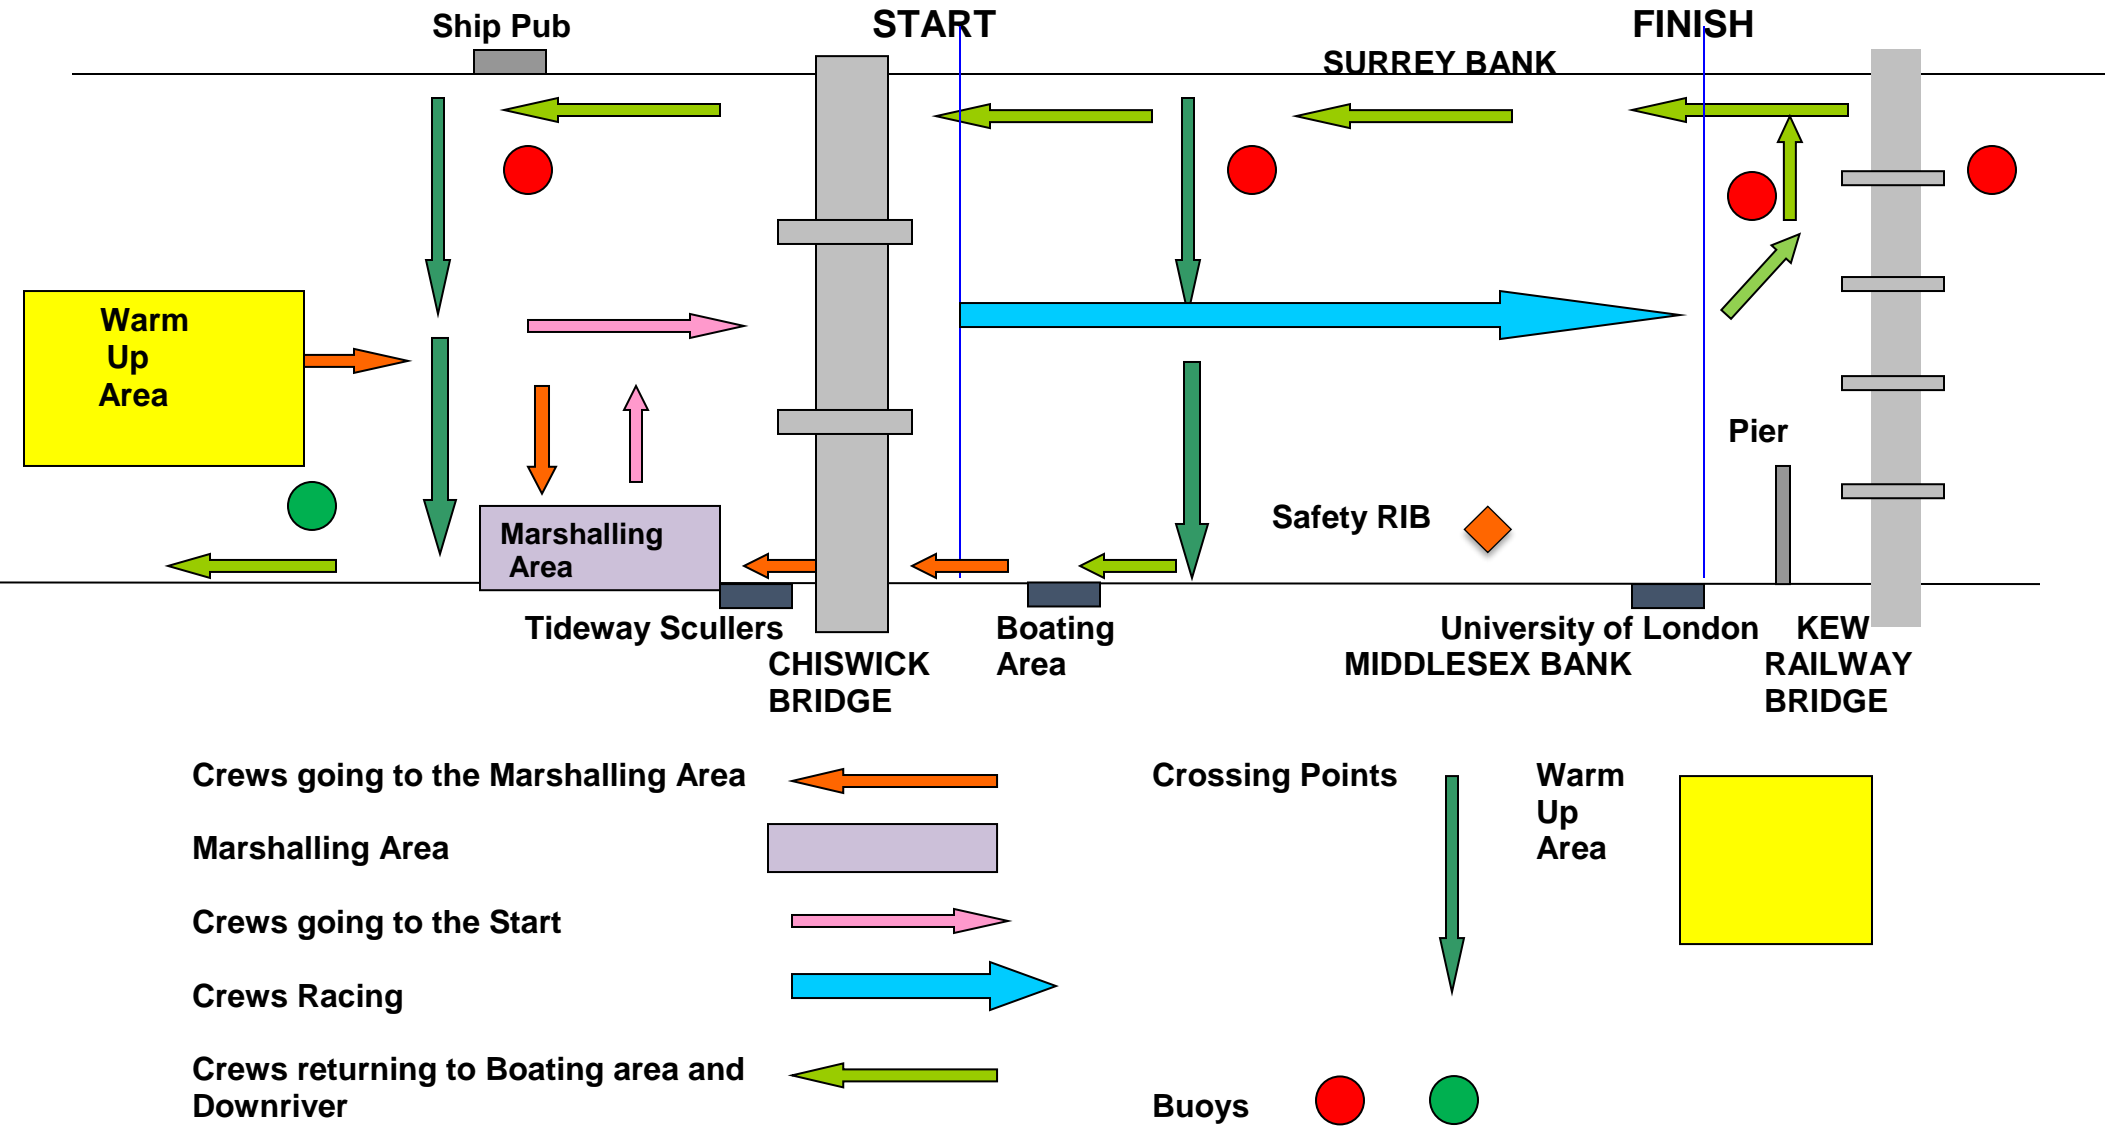 Ship Pub
START
FINISH
SURREY BANK
Warm
Up
Area
Pier
Safety RIB
Marshalling
Area
Tideway Scullers
Boating
Area
University of London
KEW
RAILWAY
BRIDGE
CHISWICK
BRIDGE
MIDDLESEX BANK
Crews going to the Marshalling Area
Marshalling Area
Crews going to the Start
Crews Racing
Crews returning to Boating area and
Downriver
Crossing Points
Warm
Up
Area
Buoys